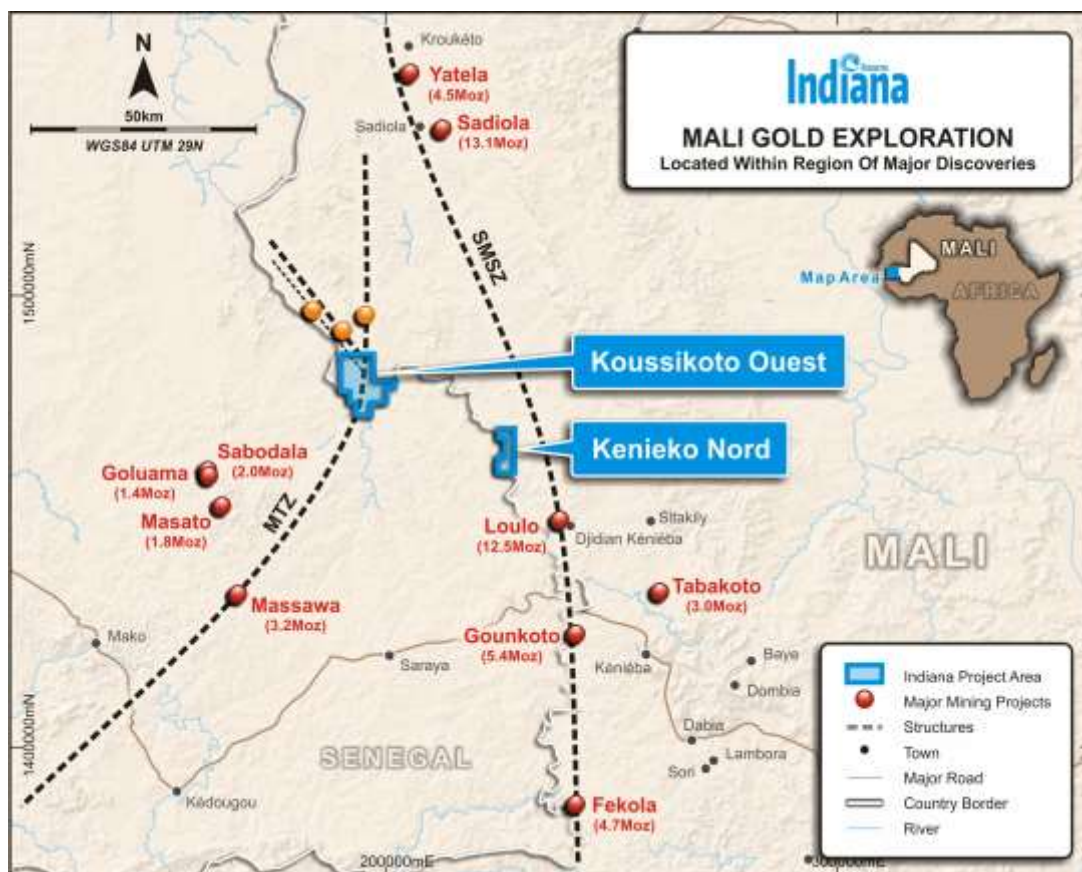 N
50km
WGS84 UTM 29N
Indiana
MALI GOLD EXPLORATION
Located Within Region Of Major Discoveries
Kroukéto
Yatela
(4.5Moz)
Sadiola
Sadiola
(13.1Moz)
SMSZ
MALI
Map Area
AFRICA
1500000mN
Koussikoto Ouest
Kenieko Nord
Sabodala
(2.0Moz)
Goluama
(1.4Moz)
Masato
(1.8Moz)
MTZ
Loulo
(12.5Moz)
Djidian Kéniéba
Sitakily
MALI
Massawa
(3.2Moz)
Tabakoto
(3.0Moz)
Gounkoto
(5.4Moz)
Mako
Saraya
Kéniéba
Baye
Dombia
Dabia
Lambora
Sori
1400000mN
SENEGAL
Kédougou
Fekola
(4.7Moz)
200000mE
300000mE
Indiana Project Area
Major Mining Projects
Structures
Town
Major Road
Country Border
River